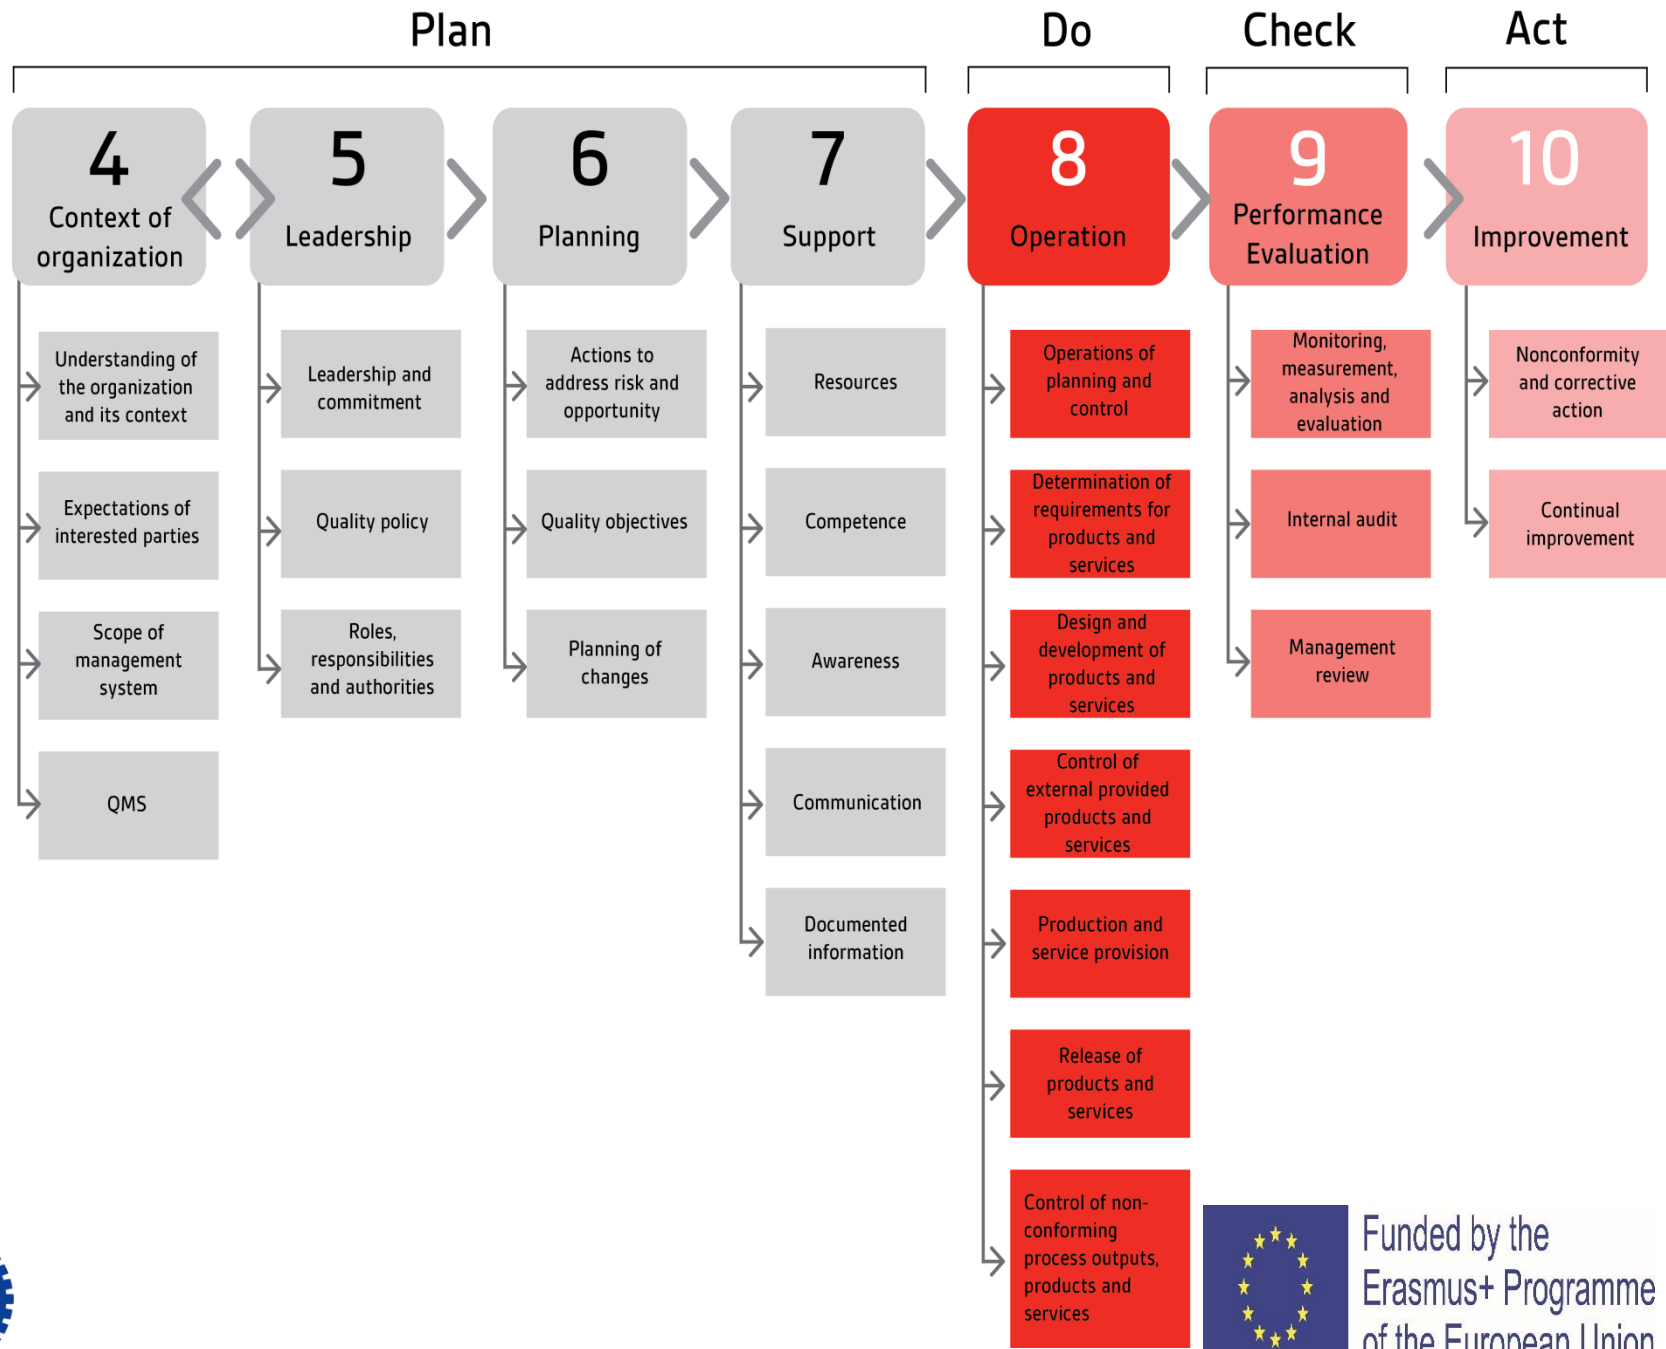 Plan
Do
Check
Act
4
Context of
organization
5
Leadership
6
Planning
7
Support
8
Operation
9
Performance
Evaluation
10
Improvement
Understanding of
the organization
and its context
Expectations of
interested parties
Scope of
management
system
QMS
Leadership and
commitment
Quality policy
Roles,
responsibilities
and authorities
Actions to
address risk and
opportunity
Quality objectives
Planning of
changes
Resources
Competence
Awareness
Communication
Documented
information
Operations of
planning and
control
Determination of
requirements for
products and
services
Design and
development of
products and
services
Control of
external provided
products and
services
Production and
service provision
Release of
products and
services
Control of non-
conforming
process outputs,
products and
services
Monitoring,
measurement,
analysis and
evaluation
Internal audit
Management
review
Nonconformity
and corrective
action
Continual
improvement
Funded by the
Erasmus+ Programme
of the European Union